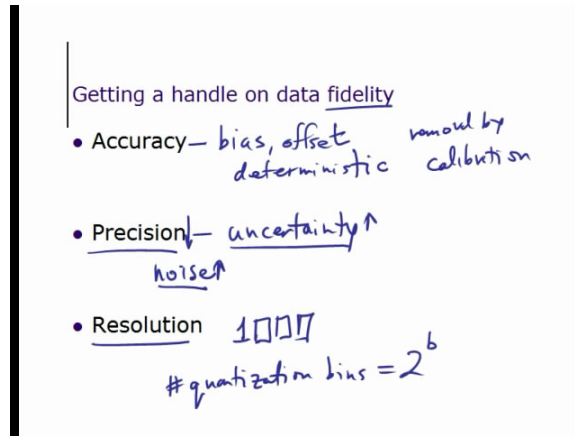 Getting a handle on data fidelity
• Accuracy – bias, offset removed by
deterministic calibration
• Precision↓ – uncertainty↑
noise↑
• Resolution 1□□□
# quantization bins = 2^b